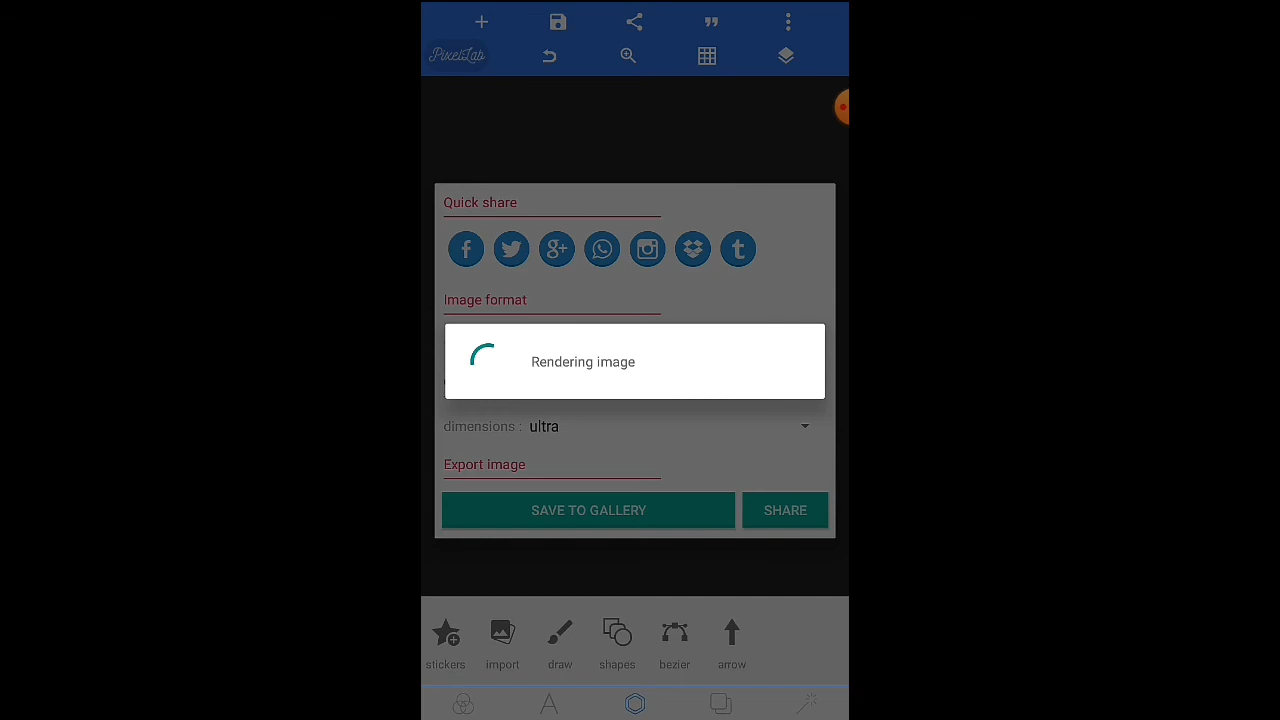 PixelLab
Quick share
Image format
Rendering image
dimensions : ultra
Export image
SAVE TO GALLERY SHARE
stickers import draw shapes bezier arrow